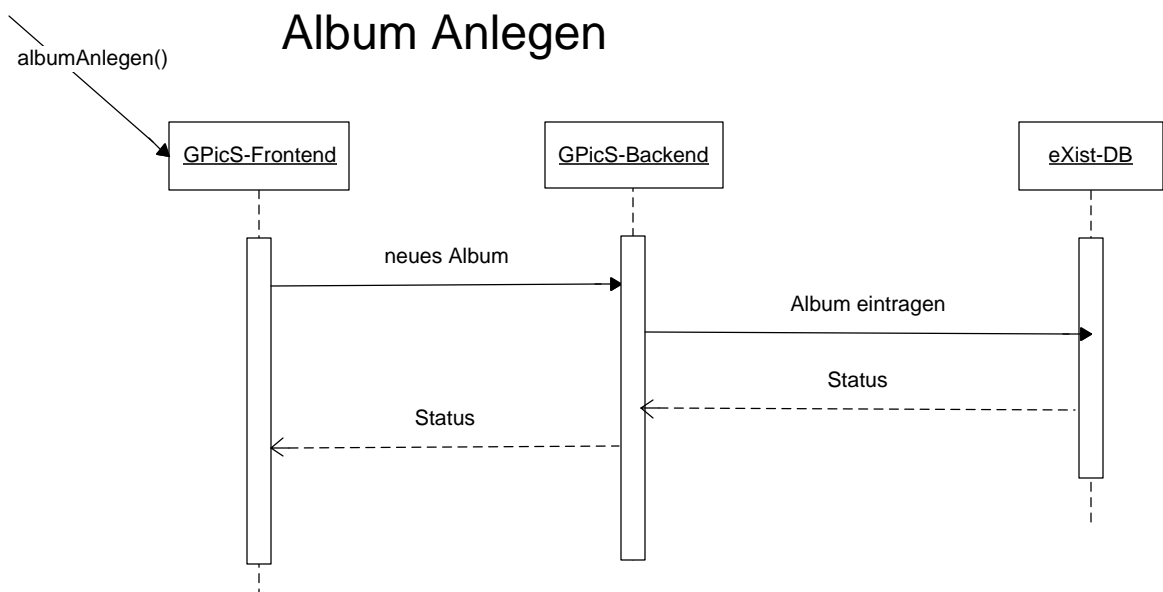 Album Anlegen
albumAnlegen()
GPicS-Frontend
GPicS-Backend
eXist-DB
neues Album
Album eintragen
Status
Status